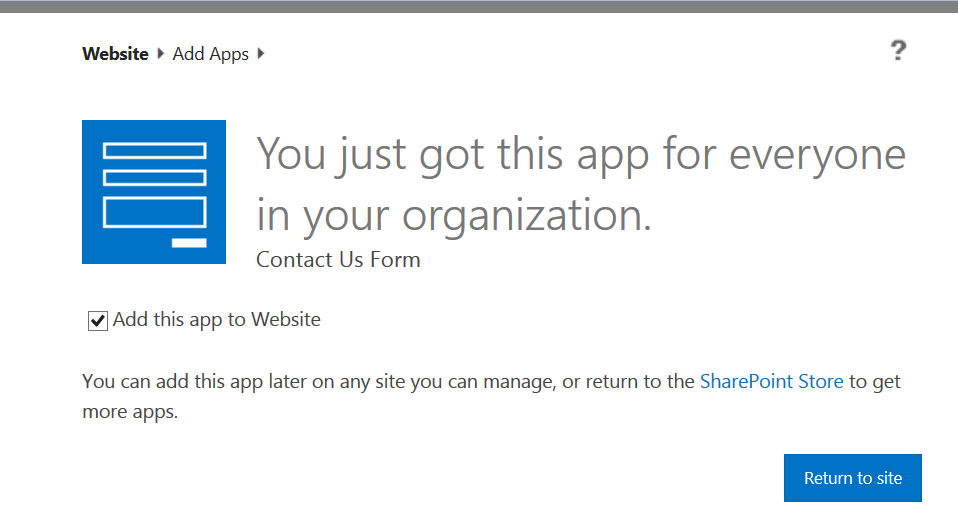 Website Add Apps
?
You just got this app for everyone
in your organization.
Contact Us Form
Add this app to Website
You can add this app later on any site you can manage, or return to the SharePoint Store to get
more apps.
Return to site